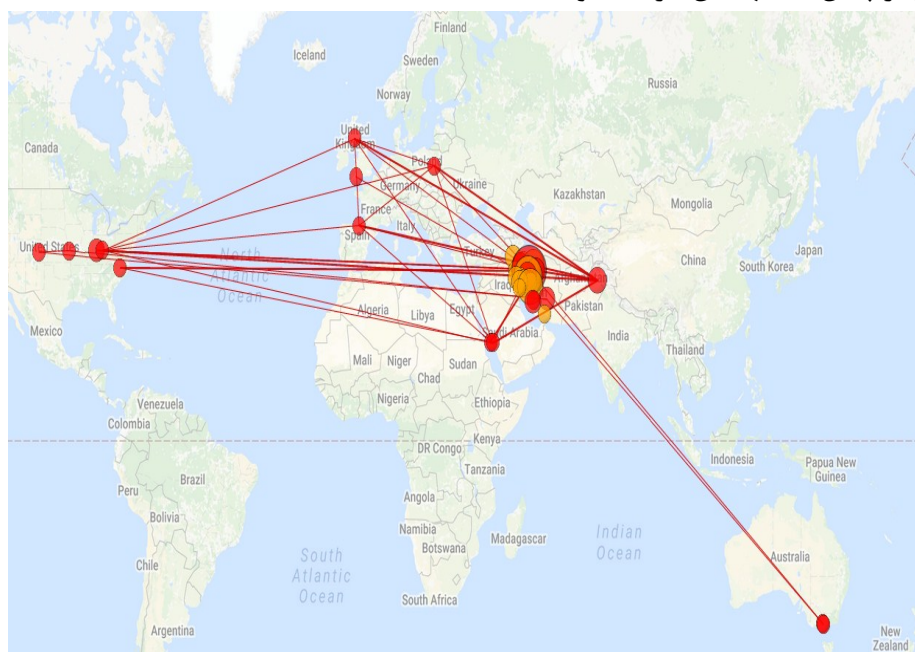 Finland
Iceland
Sweden
Russia
Norway
United
Kingdom
Canada
Poland
Germany
Ukraine
Kazakhstan
Mongolia
France
Italy
Spain
United States
North
Atlantic
Ocean
Turkey
Japan
China
South Korea
Iraq
Afghanistan
Pakistan
Algeria
Libya
Egypt
Saudi Arabia
India
Mexico
Mali
Niger
Sudan
Chad
Thailand
Nigeria
Ethiopia
Venezuela
Colombia
DR Congo
Kenya
Indonesia
Papua New
Guinea
Tanzania
Peru
Brazil
Angola
Bolivia
Namibia
Madagascar
Indian
Ocean
Botswana
Australia
Chile
South
Atlantic
Ocean
South Africa
Argentina
New
Zealand